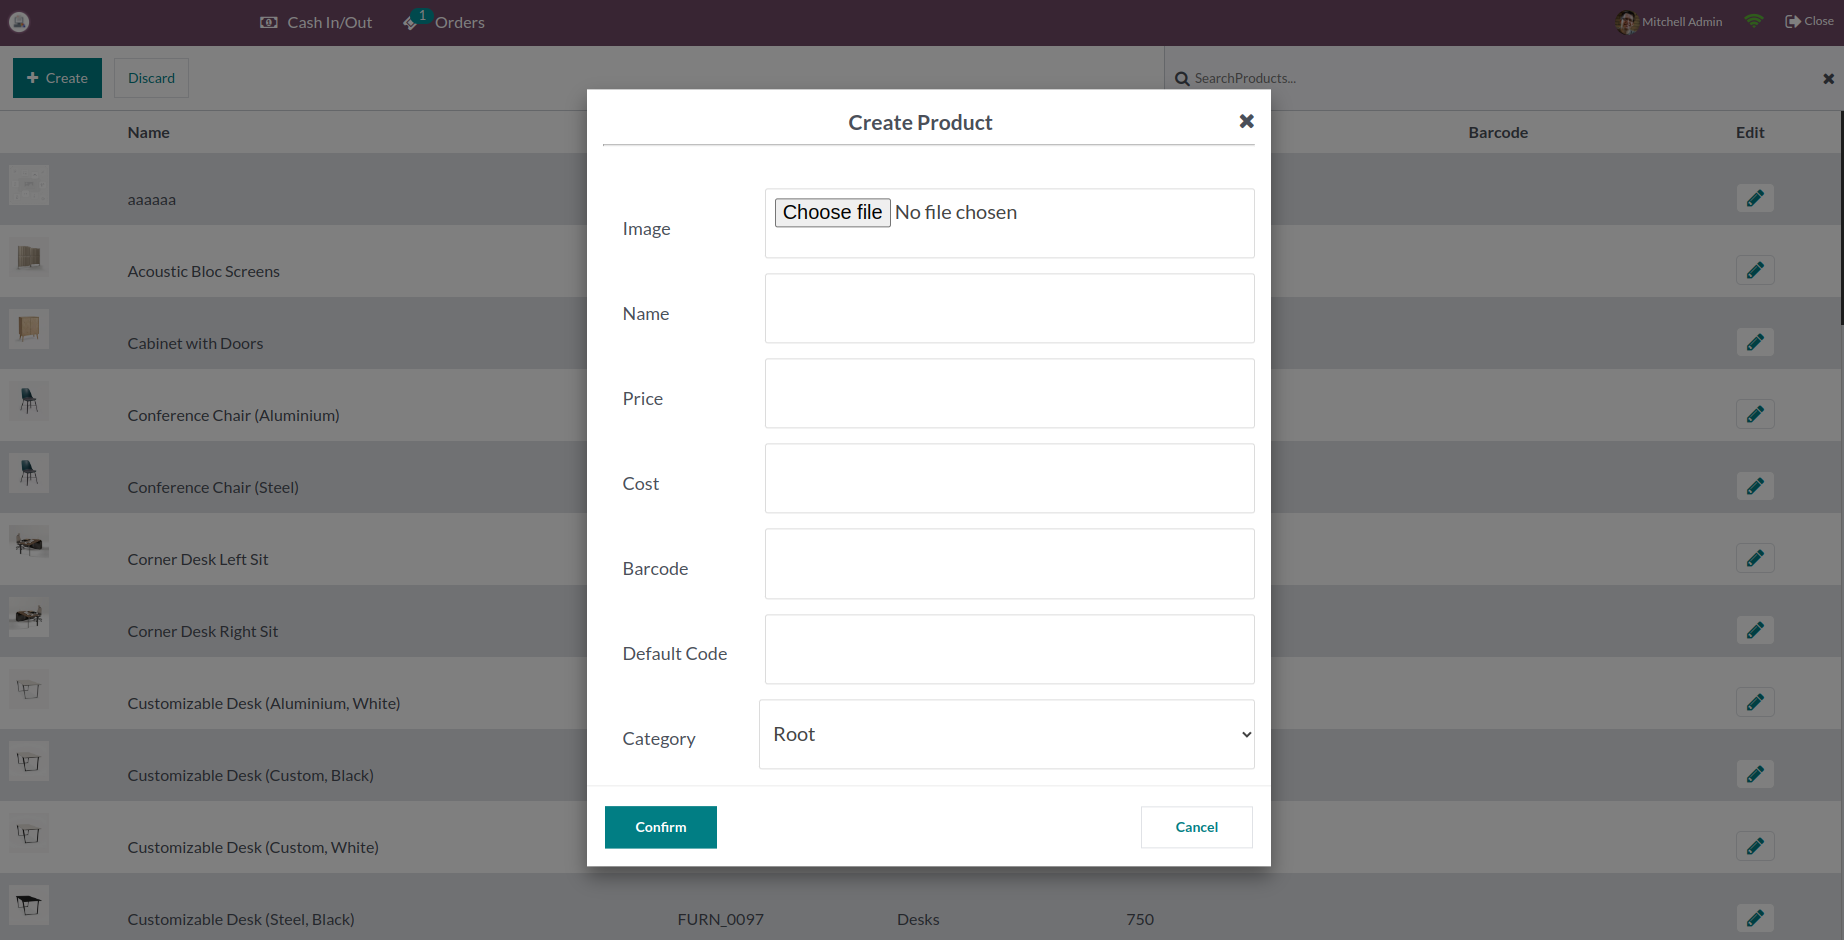 Cash In/Out 1 Orders Mitchell Admin Close
Create Discard SearchProducts...
Create Product
Name Barcode Edit
aaaaaa
Acoustic Bloc Screens
Cabinet with Doors
Conference Chair (Aluminium)
Conference Chair (Steel)
Corner Desk Left Sit
Corner Desk Right Sit
Customizable Desk (Aluminium, White)
Customizable Desk (Custom, Black)
Customizable Desk (Custom, White)
Customizable Desk (Steel, Black) FURN_0097 Desks 750
Image Choose file No file chosen
Name
Price
Cost
Barcode
Default Code
Category Root
Confirm Cancel